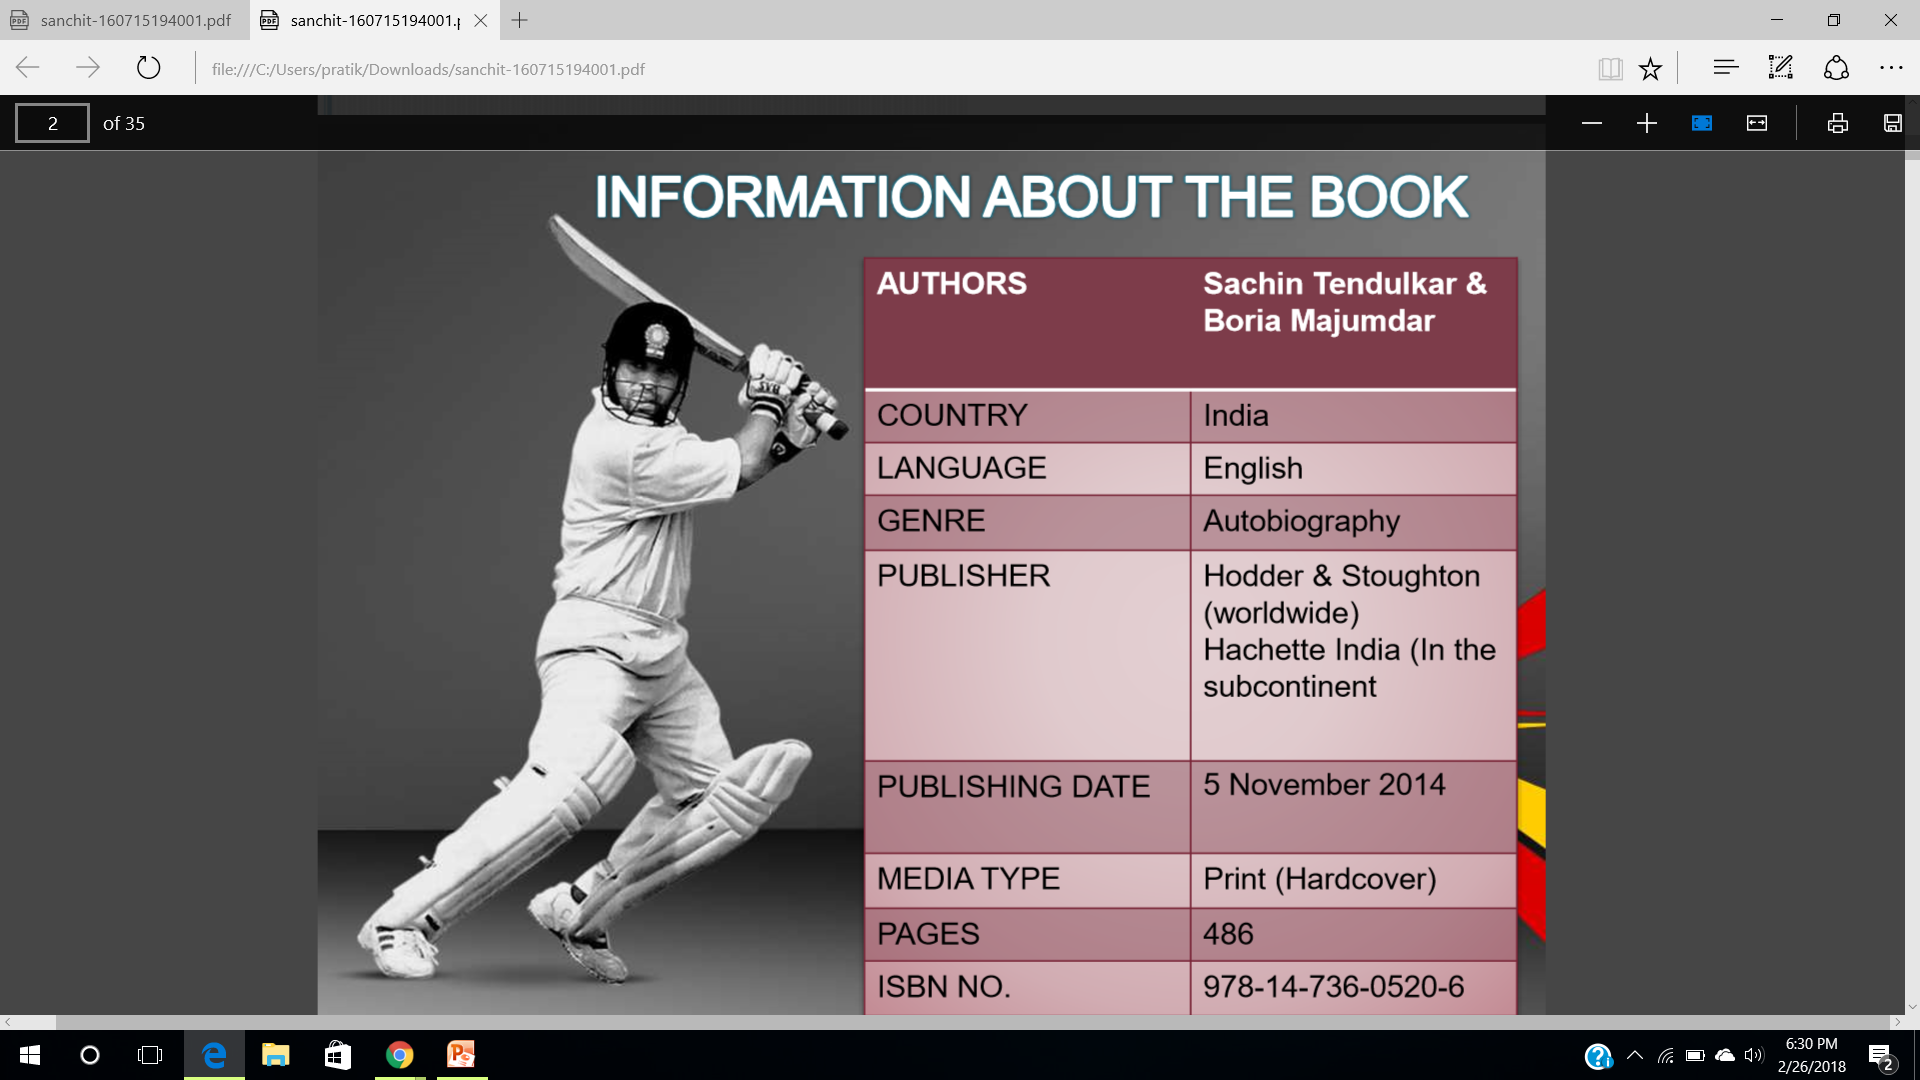 sanchit-160715194001.pdf
sanchit-160715194001.p
file:///C:/Users/pratik/Downloads/sanchit-160715194001.pdf
2 of 35
INFORMATION ABOUT THE BOOK
AUTHORS Sachin Tendulkar &
Boria Majumdar
COUNTRY India
LANGUAGE English
GENRE Autobiography
PUBLISHER Hodder & Stoughton
(worldwide)
Hachette India (In the
subcontinent
PUBLISHING DATE 5 November 2014
MEDIA TYPE Print (Hardcover)
PAGES 486
ISBN NO. 978-14-736-0520-6
6:30 PM
2/26/2018
2